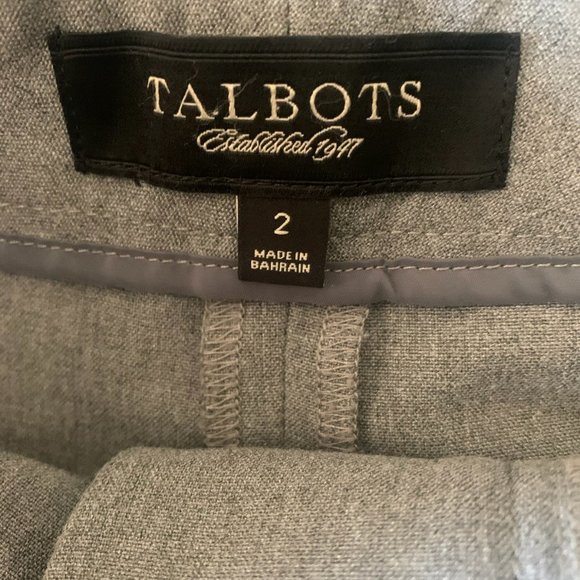 TALBOTS
Established 1947
2
MADE IN
BAHRAIN